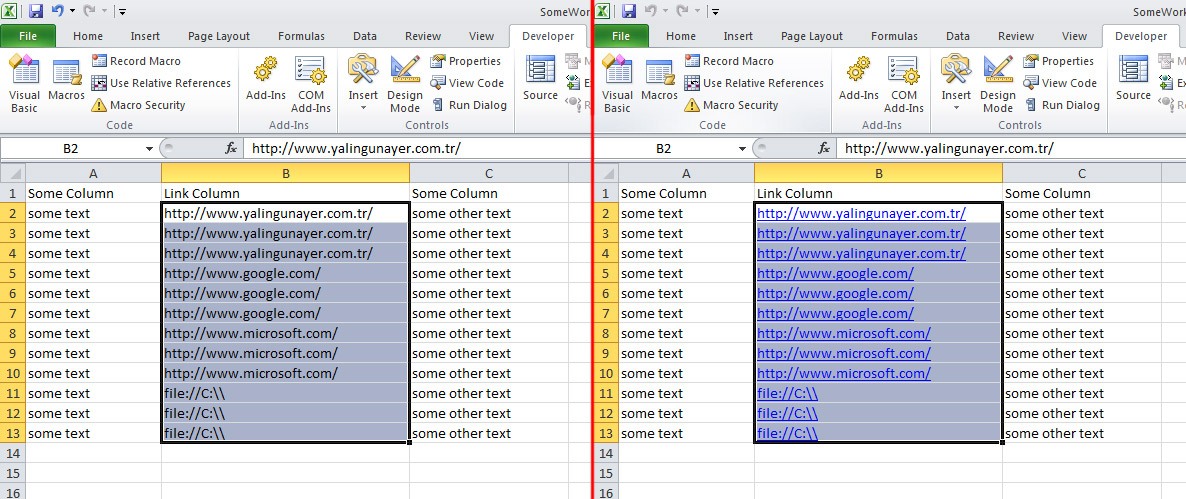 SomeWork
File Home Insert Page Layout Formulas Data Review View Developer
Visual Basic
Macros
Record Macro
Use Relative References
Macro Security
Code
Add-Ins
COM Add-Ins
Add-Ins
Insert
Design Mode
Properties
View Code
Run Dialog
Controls
Source
M
E
R
B2 fx http://www.yalingunayer.com.tr/
A B C
1 Some Column Link Column Some Column
2 some text http://www.yalingunayer.com.tr/ some other text
3 some text http://www.yalingunayer.com.tr/ some other text
4 some text http://www.yalingunayer.com.tr/ some other text
5 some text http://www.google.com/ some other text
6 some text http://www.google.com/ some other text
7 some text http://www.google.com/ some other text
8 some text http://www.microsoft.com/ some other text
9 some text http://www.microsoft.com/ some other text
10 some text http://www.microsoft.com/ some other text
11 some text file://C:\\ some other text
12 some text file://C:\\ some other text
13 some text file://C:\\ some other text
14
15
16
SomeWork
File Home Insert Page Layout Formulas Data Review View Developer
Visual Basic
Macros
Record Macro
Use Relative References
Macro Security
Code
Add-Ins
COM Add-Ins
Add-Ins
Insert
Design Mode
Properties
View Code
Run Dialog
Controls
Source
M
Ex
Re
B2 fx http://www.yalingunayer.com.tr/
A B C
1 Some Column Link Column Some Column
2 some text http://www.yalingunayer.com.tr/ some other text
3 some text http://www.yalingunayer.com.tr/ some other text
4 some text http://www.yalingunayer.com.tr/ some other text
5 some text http://www.google.com/ some other text
6 some text http://www.google.com/ some other text
7 some text http://www.google.com/ some other text
8 some text http://www.microsoft.com/ some other text
9 some text http://www.microsoft.com/ some other text
10 some text http://www.microsoft.com/ some other text
11 some text file://C:\\ some other text
12 some text file://C:\\ some other text
13 some text file://C:\\ some other text
14
15
16